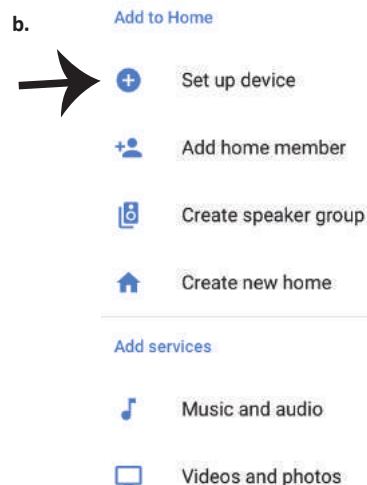 b.
Add to Home
Set up device
Add home member
Create speaker group
Create new home
Add services
Music and audio
Videos and photos